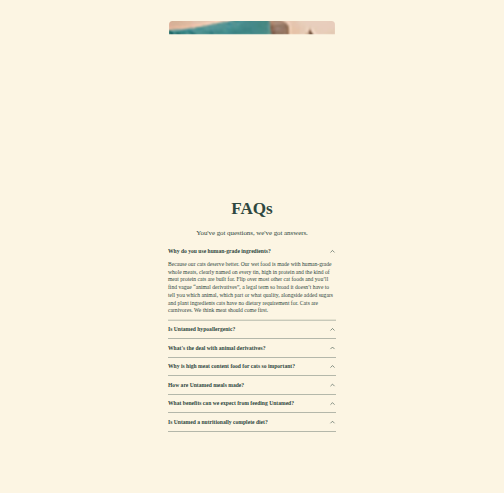 FAQs
You've got questions, we've got answers.
Why do you use human-grade ingredients?
Because our cats deserve better. Our wet food is made with human-grade
whole meats, clearly named on every tin, high in protein and the kind of
meat protein cats are built for. Flip over most other cat foods and you'll
find vague "animal derivatives", a legal term so broad it doesn't have to
tell you which animal, which part or what quality, alongside added sugars
and plant ingredients cats have no dietary requirement for. Cats are
carnivores. We think meat should come first.
Is Untamed hypoallergenic?
What's the deal with animal derivatives?
Why is high meat content food for cats so important?
How are Untamed meals made?
What benefits can we expect from feeding Untamed?
Is Untamed a nutritionally complete diet?